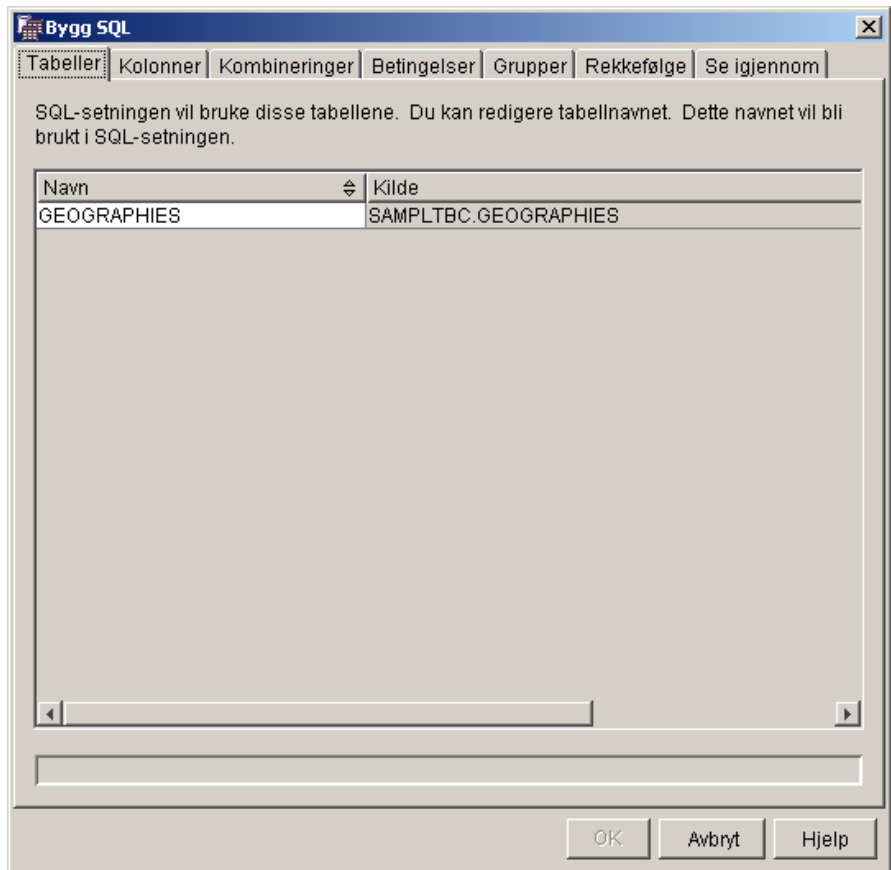 Bygg SQL
Tabeller Kolonner Kombineringer Betingelser Grupper Rekkefølge Se igjennom
SQL-setningen vil bruke disse tabellene. Du kan redigere tabellnavnet. Dette navnet vil bli
brukt i SQL-setningen.
Navn Kilde
GEOGRAPHIES SAMPLTBC.GEOGRAPHIES
OK Avbryt Hjelp